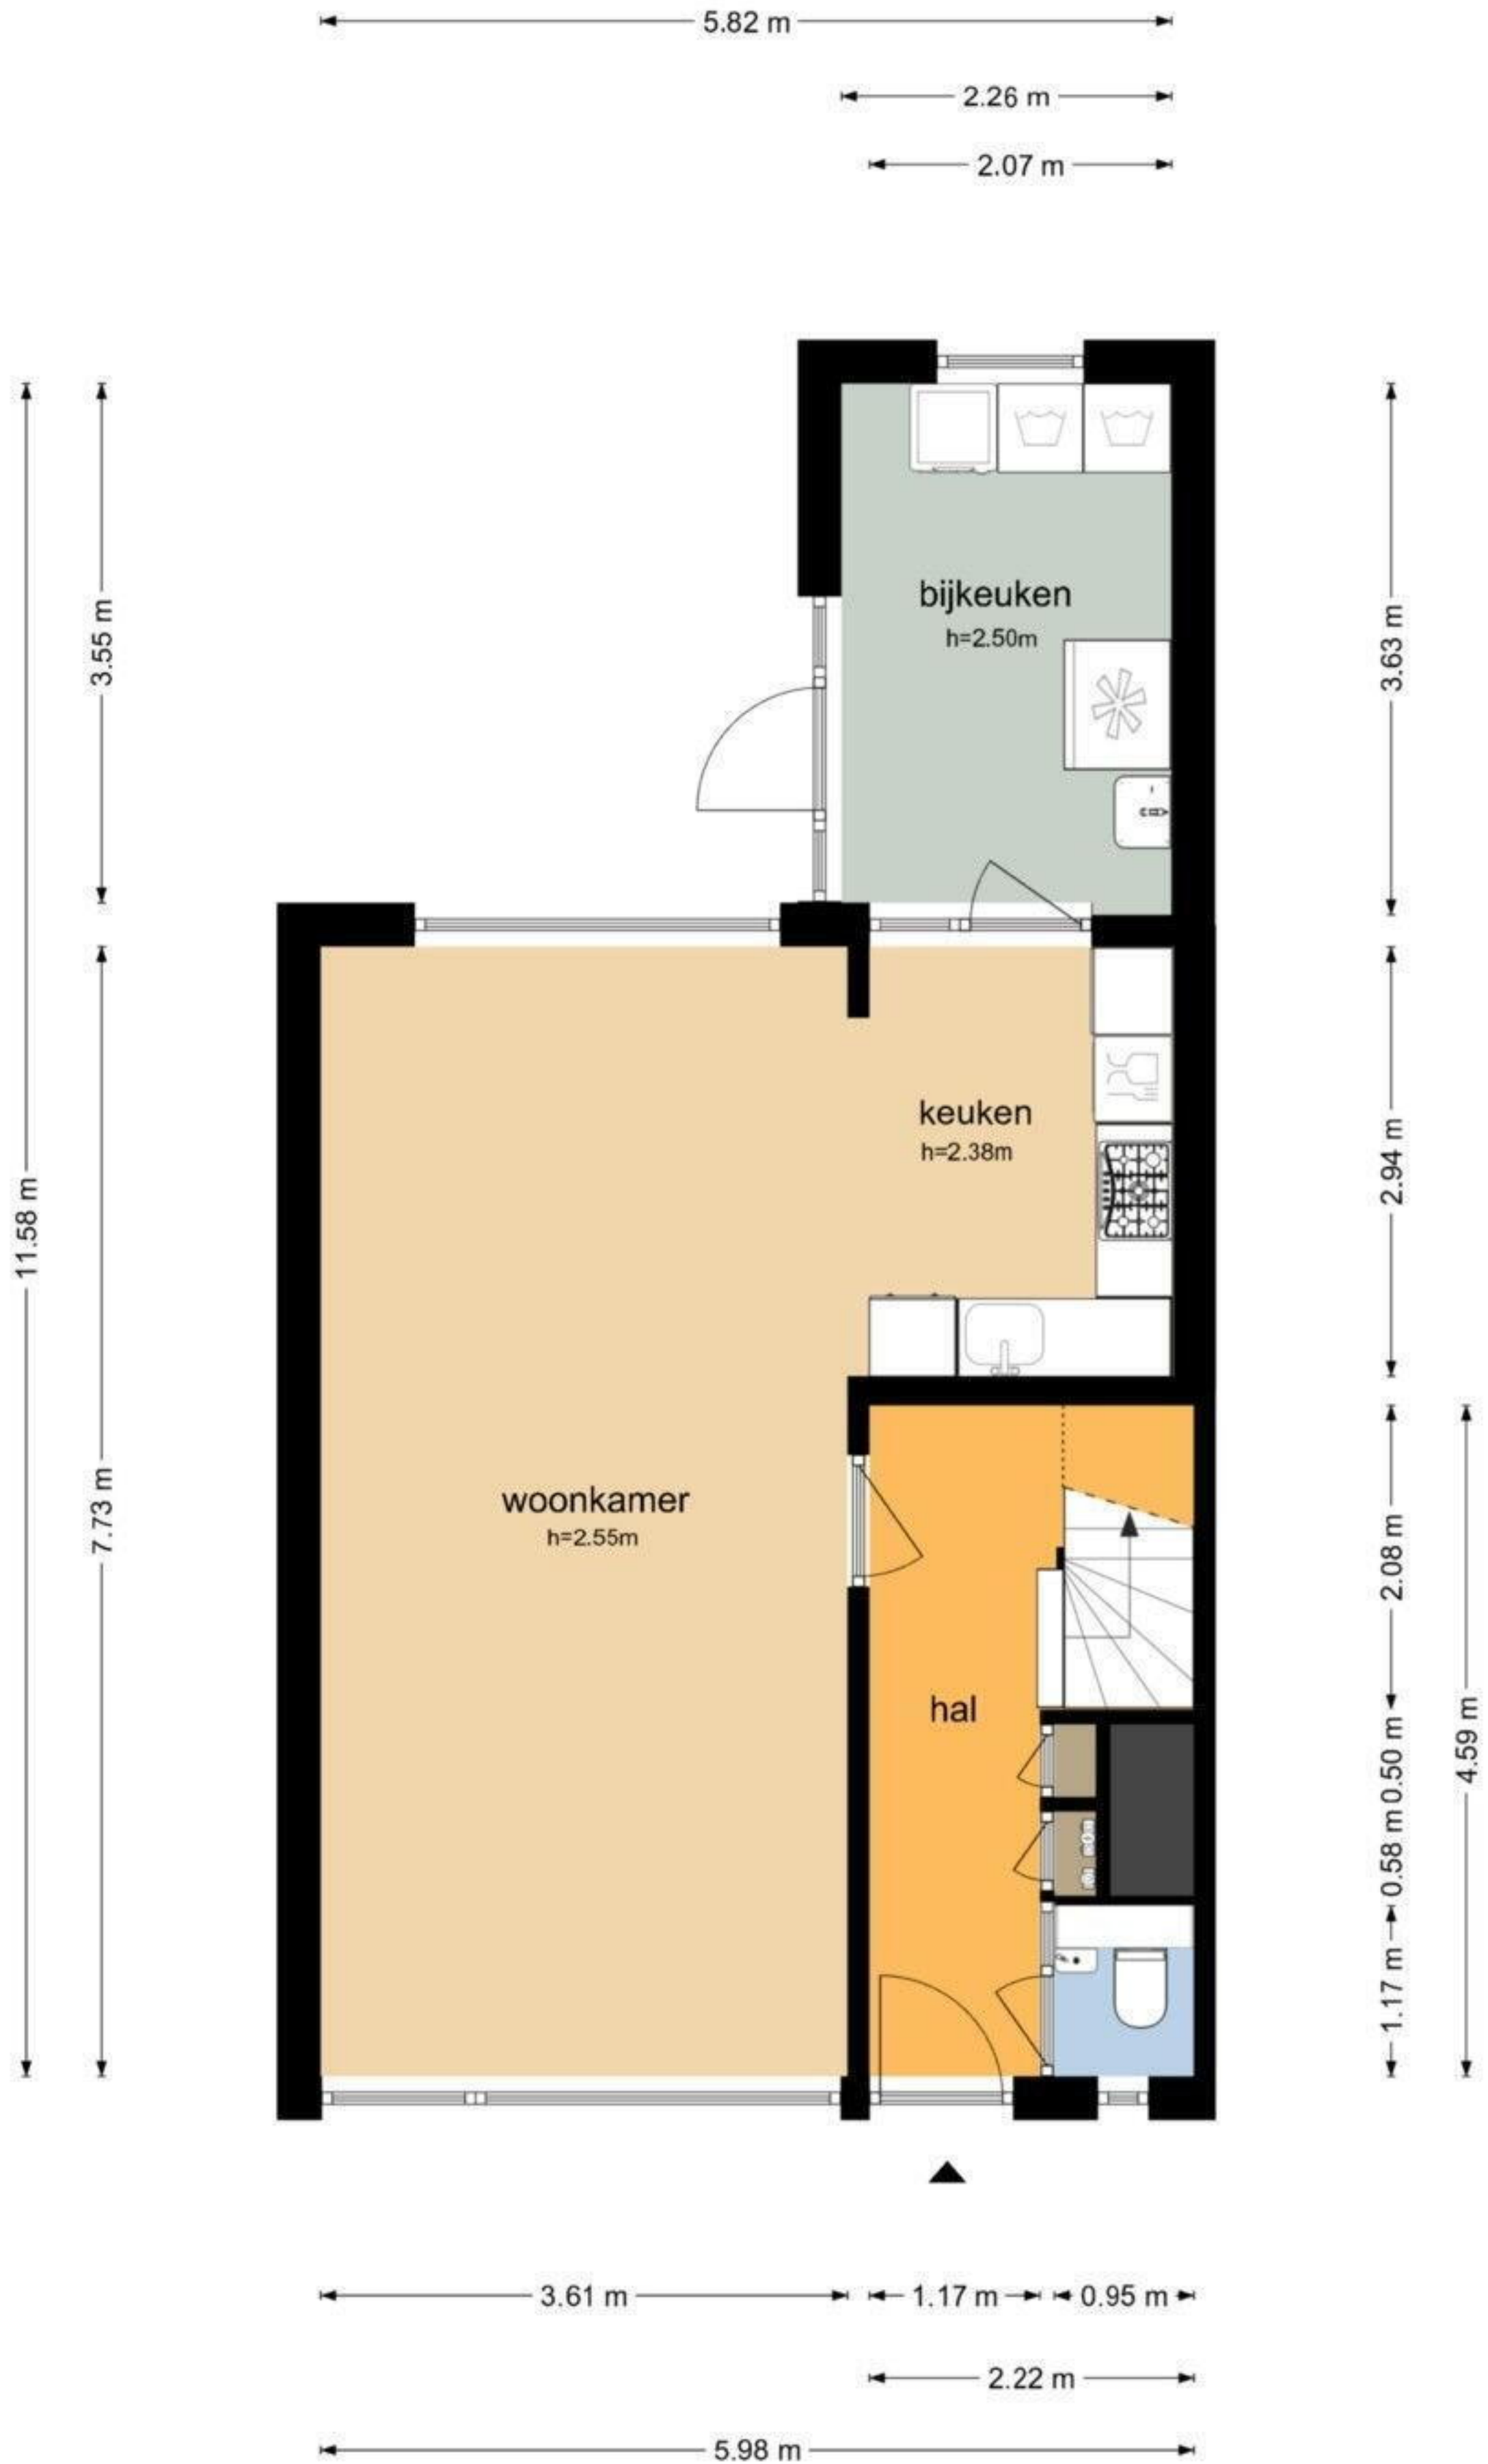 5.82 m
2.26 m
2.07 m
bijkeuken
h=2.50m
3.55 m
3.63 m
11.58 m
keuken
h=2.38m
2.94 m
woonkamer
h=2.55m
7.73 m
2.08 m
hal
0.50 m
4.59 m
0.58 m
1.17 m
3.61 m
1.17 m
0.95 m
2.22 m
5.98 m